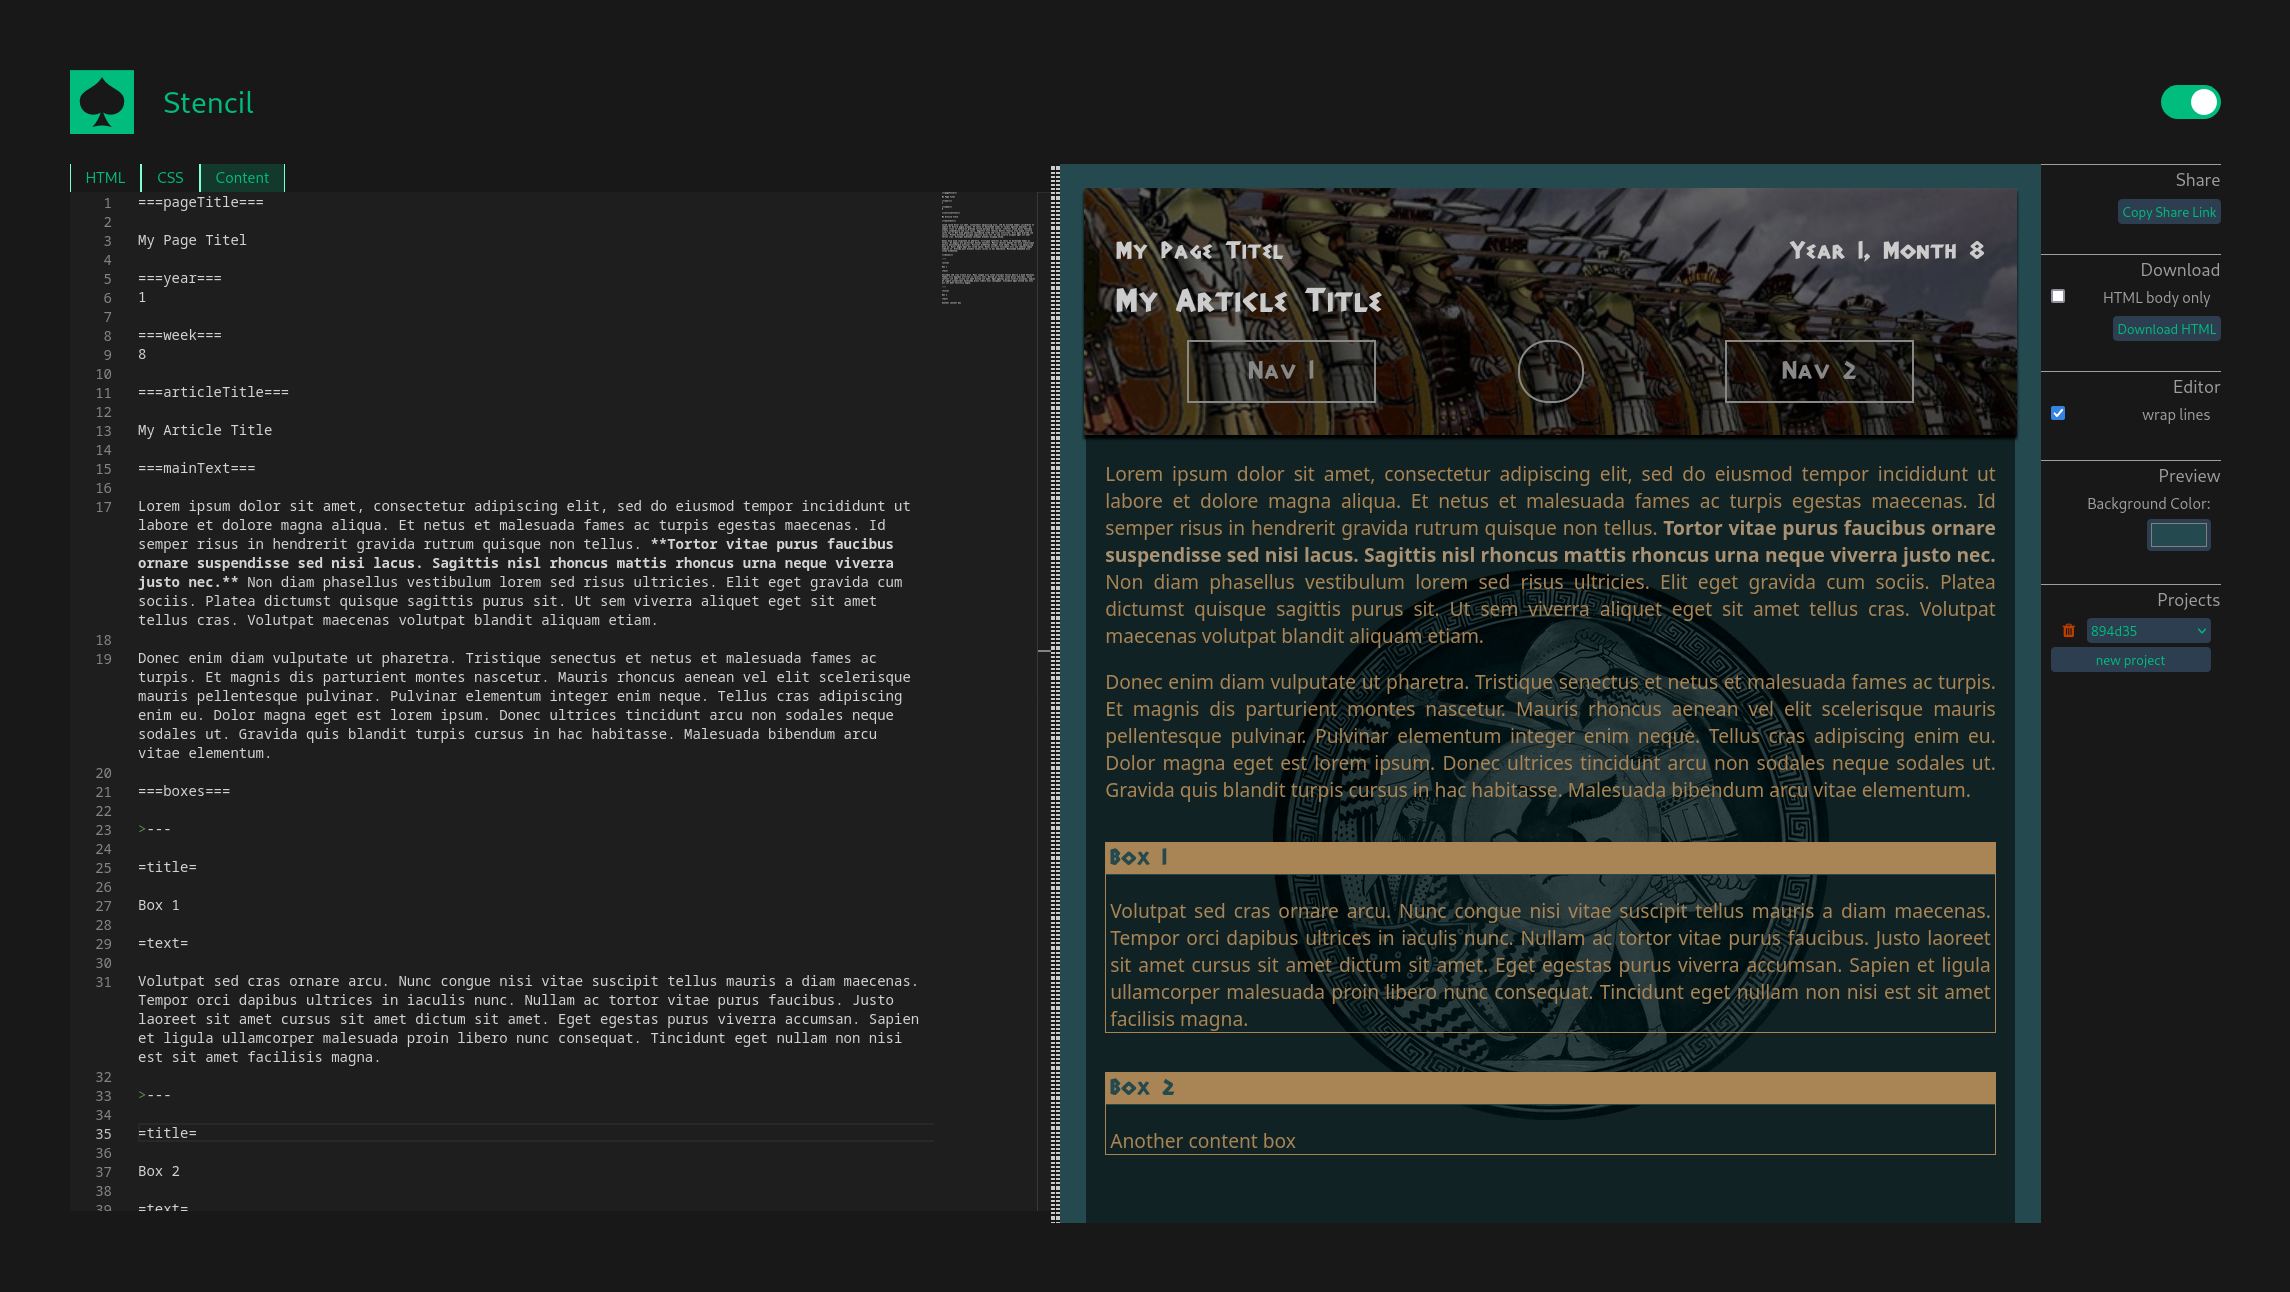 Stencil
HTML
CSS
Content
1 ===pageTitle===
2
3 My Page Titel
4
5 ===year===
6 1
7
8 ===week===
9 8
10
11 ===articleTitle===
12
13 My Article Title
14
15 ===mainText===
16
17 Lorem ipsum dolor sit amet, consectetur adipiscing elit, sed do eiusmod tempor incididunt ut
labore et dolore magna aliqua. Et netus et malesuada fames ac turpis egestas maecenas. Id
semper risus in hendrerit gravida rutrum quisque non tellus. **Tortor vitae purus faucibus
ornare suspendisse sed nisi lacus. Sagittis nisl rhoncus mattis rhoncus urna neque viverra
justo nec.** Non diam phasellus vestibulum lorem sed risus ultricies. Elit eget gravida cum
sociis. Platea dictumst quisque sagittis purus sit. Ut sem viverra aliquet eget sit amet
tellus cras. Volutpat maecenas volutpat blandit aliquam etiam.
18
19 Donec enim diam vulputate ut pharetra. Tristique senectus et netus et malesuada fames ac
turpis. Et magnis dis parturient montes nascetur. Mauris rhoncus aenean vel elit scelerisque
mauris pellentesque pulvinar. Pulvinar elementum integer enim neque. Tellus cras adipiscing
enim eu. Dolor magna eget est lorem ipsum. Donec ultrices tincidunt arcu non sodales neque
sodales ut. Gravida quis blandit turpis cursus in hac habitasse. Malesuada bibendum arcu
vitae elementum.
20
21 ===boxes===
22
23 >---
24
25 =title=
26
27 Box 1
28
29 =text=
30
31 Volutpat sed cras ornare arcu. Nunc congue nisi vitae suscipit tellus mauris a diam maecenas.
Tempor orci dapibus ultrices in iaculis nunc. Nullam ac tortor vitae purus faucibus. Justo
laoreet sit amet cursus sit amet dictum sit amet. Eget egestas purus viverra accumsan. Sapien
et ligula ullamcorper malesuada proin libero nunc consequat. Tincidunt eget nullam non nisi
est sit amet facilisis magna.
32
33 >---
34
35 =title=
36
37 Box 2
38
39 =text=
My Page Titel
Year 1, Month 8
My Article Title
Nav 1
Nav 2
Lorem ipsum dolor sit amet, consectetur adipiscing elit, sed do eiusmod tempor incididunt ut
labore et dolore magna aliqua. Et netus et malesuada fames ac turpis egestas maecenas. Id
semper risus in hendrerit gravida rutrum quisque non tellus. Tortor vitae purus faucibus ornare
suspendisse sed nisi lacus. Sagittis nisl rhoncus mattis rhoncus urna neque viverra justo nec.
Non diam phasellus vestibulum lorem sed risus ultricies. Elit eget gravida cum sociis. Platea
dictumst quisque sagittis purus sit. Ut sem viverra aliquet eget sit amet tellus cras. Volutpat
maecenas volutpat blandit aliquam etiam.
Donec enim diam vulputate ut pharetra. Tristique senectus et netus et malesuada fames ac turpis.
Et magnis dis parturient montes nascetur. Mauris rhoncus aenean vel elit scelerisque mauris
pellentesque pulvinar. Pulvinar elementum integer enim neque. Tellus cras adipiscing enim eu.
Dolor magna eget est lorem ipsum. Donec ultrices tincidunt arcu non sodales neque sodales ut.
Gravida quis blandit turpis cursus in hac habitasse. Malesuada bibendum arcu vitae elementum.
Box 1
Volutpat sed cras ornare arcu. Nunc congue nisi vitae suscipit tellus mauris a diam maecenas.
Tempor orci dapibus ultrices in iaculis nunc. Nullam ac tortor vitae purus faucibus. Justo laoreet
sit amet cursus sit amet dictum sit amet. Eget egestas purus viverra accumsan. Sapien et ligula
ullamcorper malesuada proin libero nunc consequat. Tincidunt eget nullam non nisi est sit amet
facilisis magna.
Box 2
Another content box
Share
Copy Share Link
Download
HTML body only
Download HTML
Editor
wrap lines
Preview
Background Color:
Projects
894d35
new project